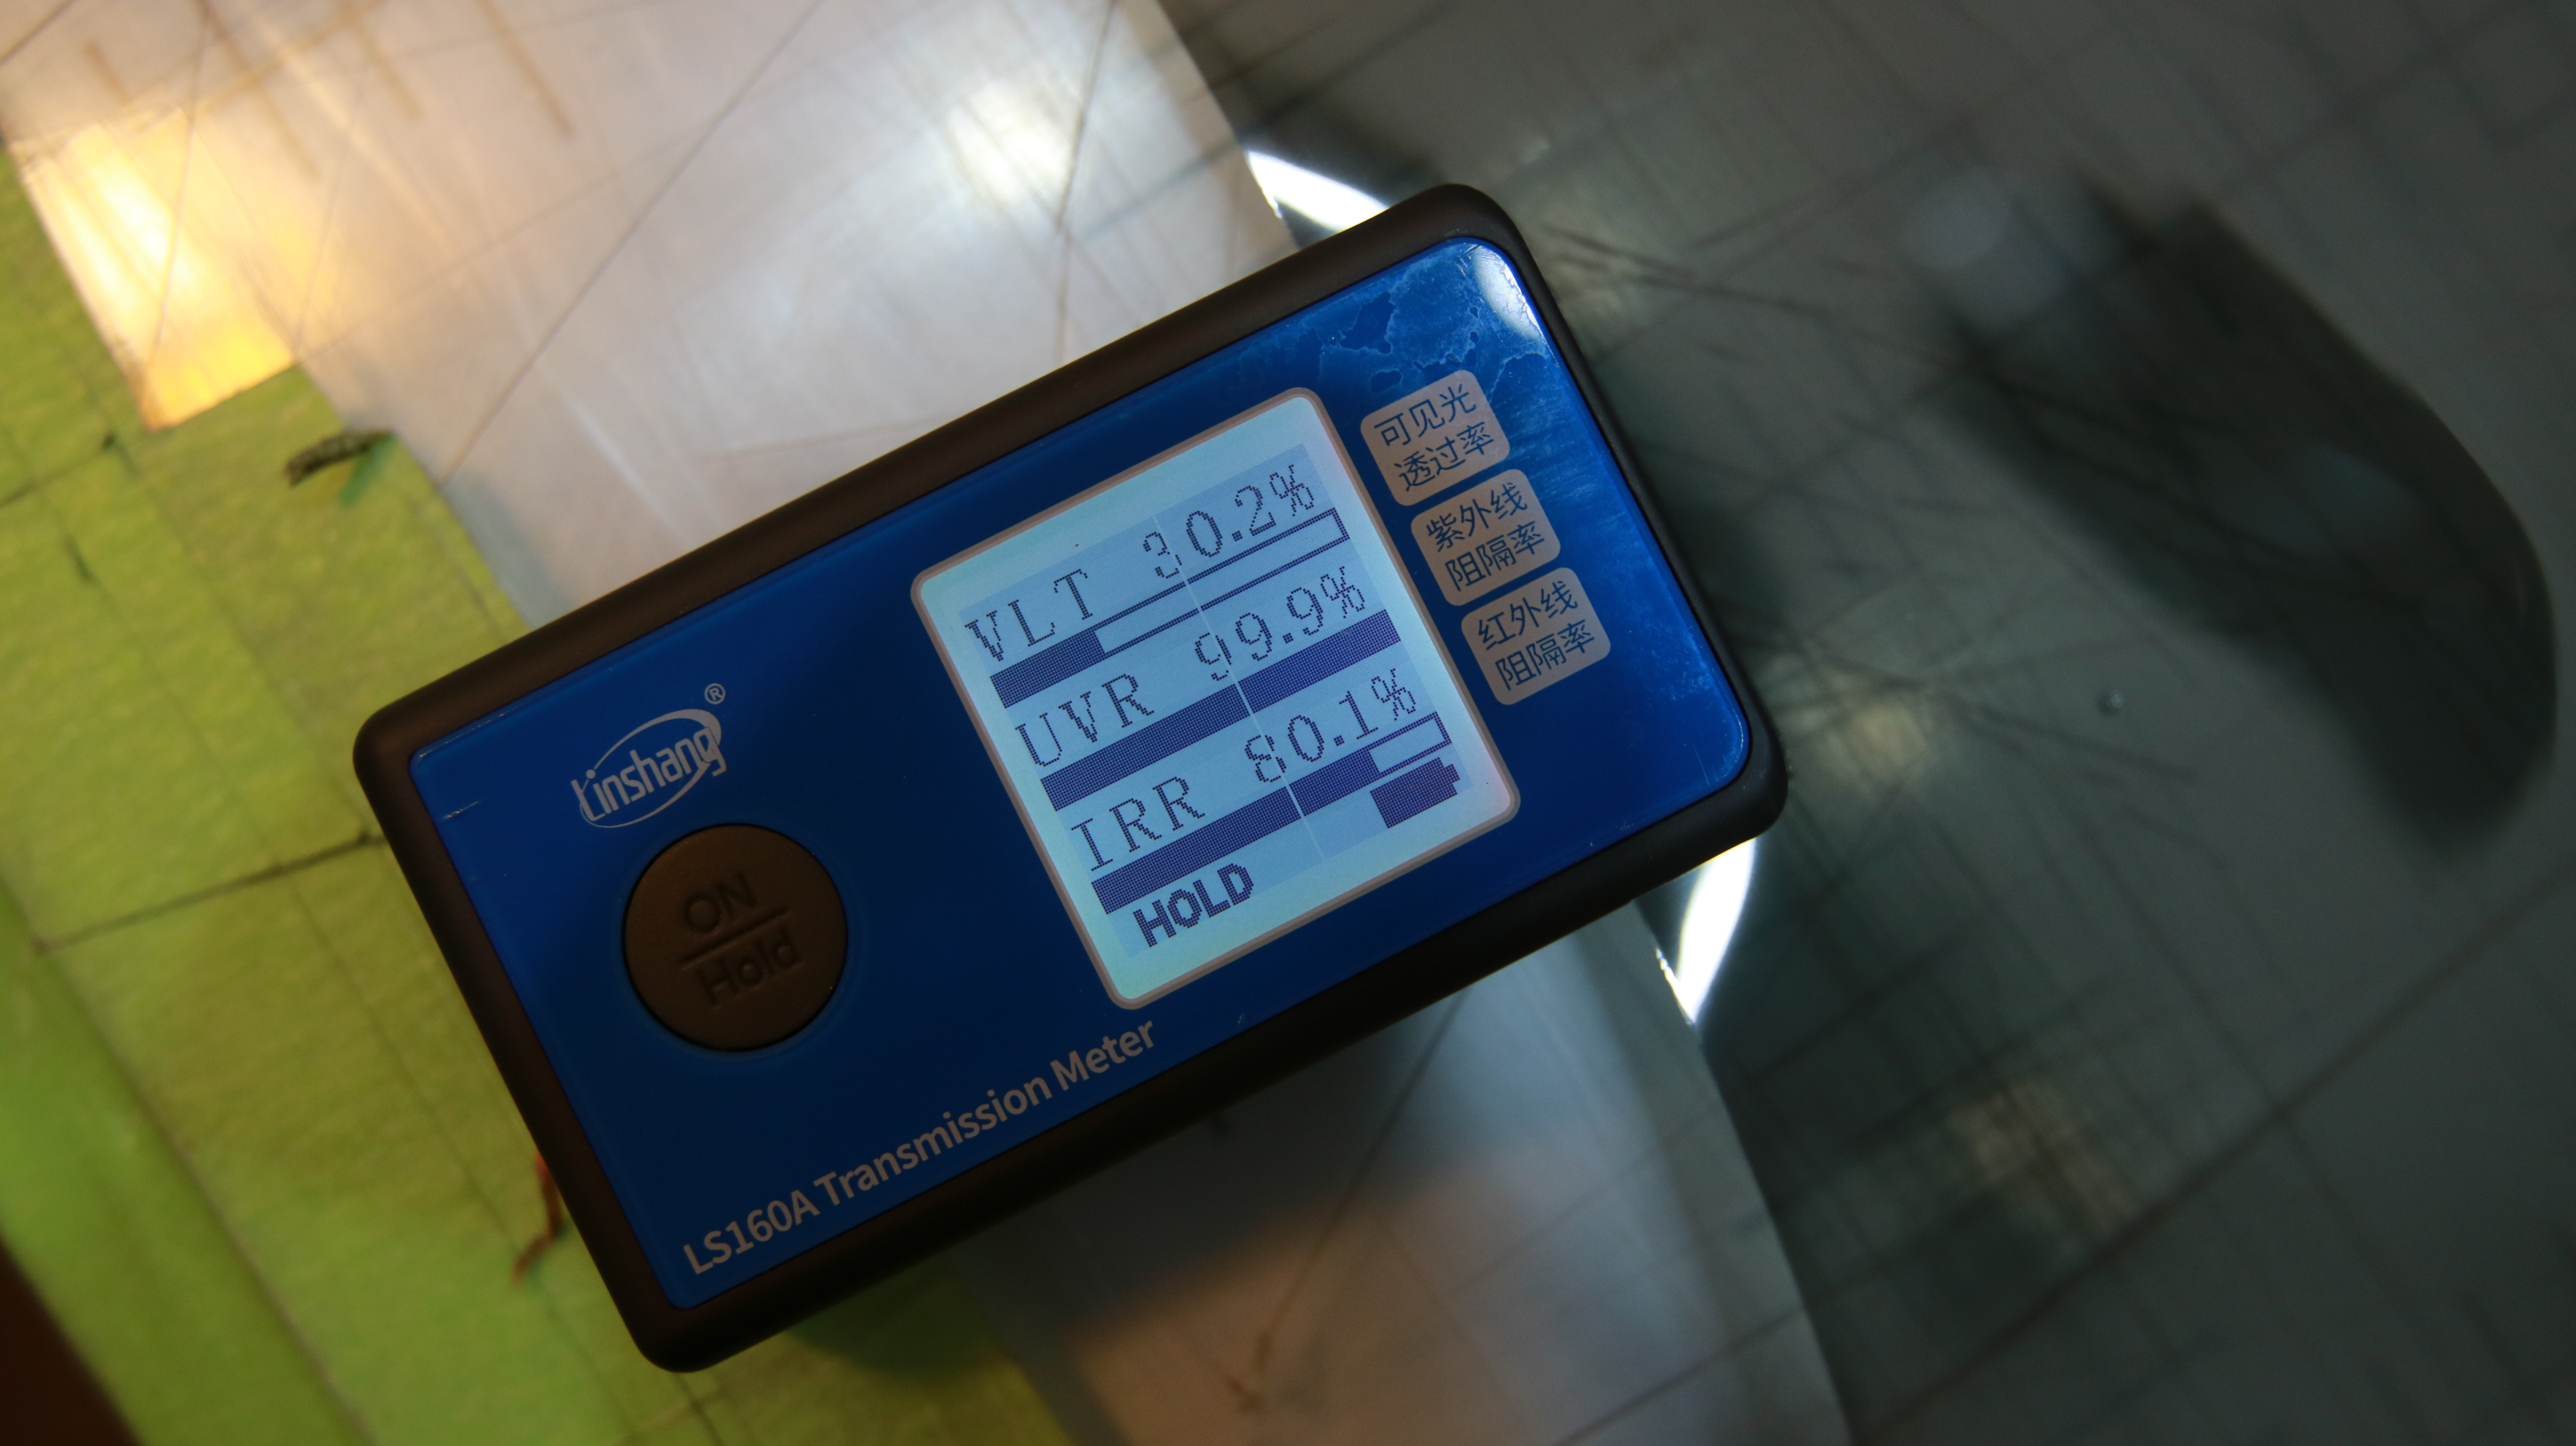 Linshang®
ON
Hold
LS160A Transmission Meter
VLT 30.2%
UVR 99.9%
IRR 80.1%
HOLD
可见光
透过率
紫外线
阻隔率
红外线
阻隔率